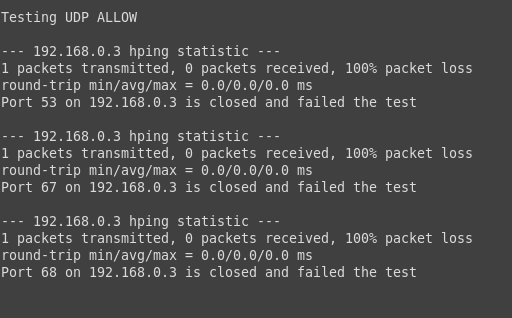 Testing UDP ALLOW
--- 192.168.0.3 hping statistic ---
1 packets transmitted, 0 packets received, 100% packet loss
round-trip min/avg/max = 0.0/0.0/0.0 ms
Port 53 on 192.168.0.3 is closed and failed the test
--- 192.168.0.3 hping statistic ---
1 packets transmitted, 0 packets received, 100% packet loss
round-trip min/avg/max = 0.0/0.0/0.0 ms
Port 67 on 192.168.0.3 is closed and failed the test
--- 192.168.0.3 hping statistic ---
1 packets transmitted, 0 packets received, 100% packet loss
round-trip min/avg/max = 0.0/0.0/0.0 ms
Port 68 on 192.168.0.3 is closed and failed the test